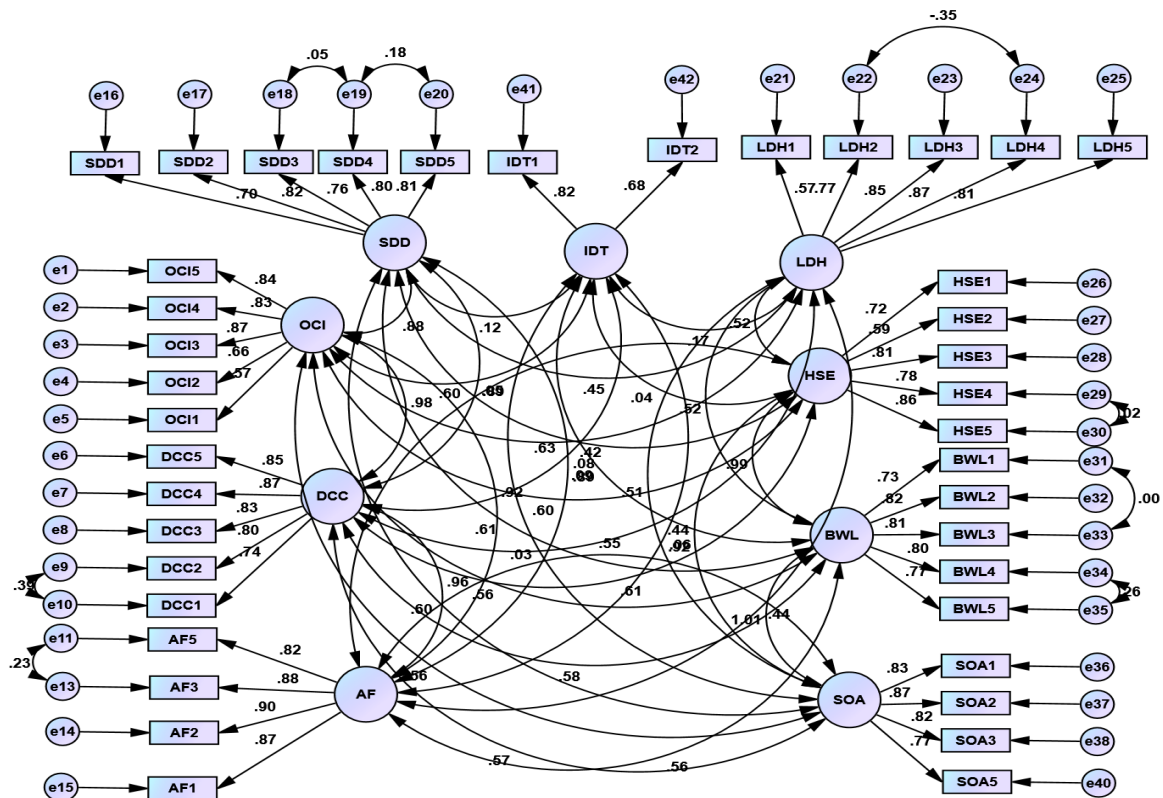 -.35
.05
.18
e16
e17
e18
e19
e20
e41
e42
e21
e22
e23
e24
e25
SDD1
SDD2
SDD3
SDD4
SDD5
IDT1
IDT2
LDH1
LDH2
LDH3
LDH4
LDH5
.70
.82
.76
.80
.81
.82
.68
.57
.77
.85
.87
.81
SDD
IDT
LDH
e1
OCI5
.84
e2
OCI4
.83
e3
OCI3
.87
e4
OCI2
.66
e5
OCI1
.57
OCI
.88
.12
.52
.17
HSE
.72
HSE1
e26
.59
HSE2
e27
.81
HSE3
e28
.78
HSE4
e29
.86
HSE5
e30
.02
.60
.98
.45
.04
.52
.63
.42
.08
.99
.92
.51
e6
DCC5
.85
e7
DCC4
.87
e8
DCC3
.83
e9
DCC2
.80
e10
DCC1
.74
DCC
BWL
.73
BWL1
e31
.82
BWL2
e32
.81
BWL3
e33
.80
BWL4
e34
.77
BWL5
e35
.00
.26
.39
.61
.60
.44
.55
.03
.96
.56
.61
.60
1.01
.44
.56
.58
e11
AF5
.82
e13
AF3
.88
e14
AF2
.90
e15
AF1
.87
.23
AF
SOA
.83
SOA1
e36
.87
SOA2
e37
.82
SOA3
e38
.77
SOA5
e40
.57
.56